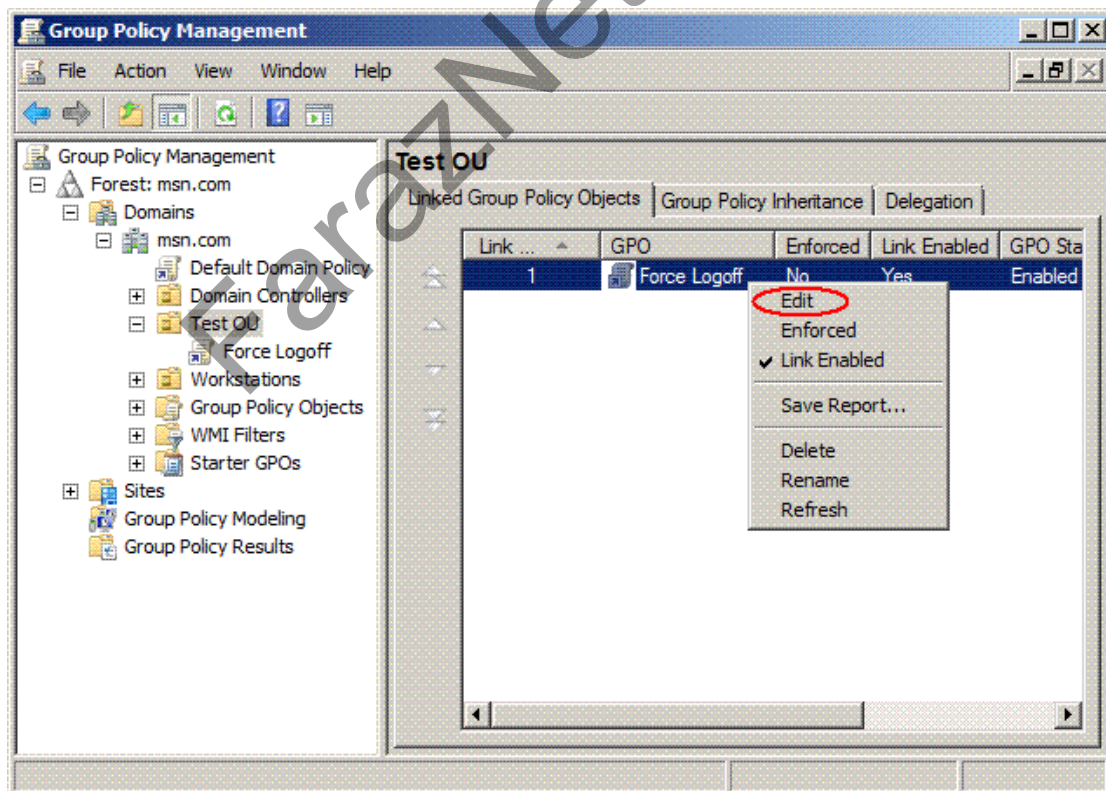 Group Policy Management
File Action View Window Help
Group Policy Management
Forest: msn.com
Domains
msn.com
Default Domain Policy
Domain Controllers
Test OU
Force Logoff
Workstations
Group Policy Objects
WMI Filters
Starter GPOs
Sites
Group Policy Modeling
Group Policy Results
Test OU
Linked Group Policy Objects Group Policy Inheritance Delegation
Link ... GPO Enforced Link Enabled GPO Sta
1 Force Logoff No Yes Enabled
Edit
Enforced
Link Enabled
Save Report...
Delete
Rename
Refresh
FarazNe